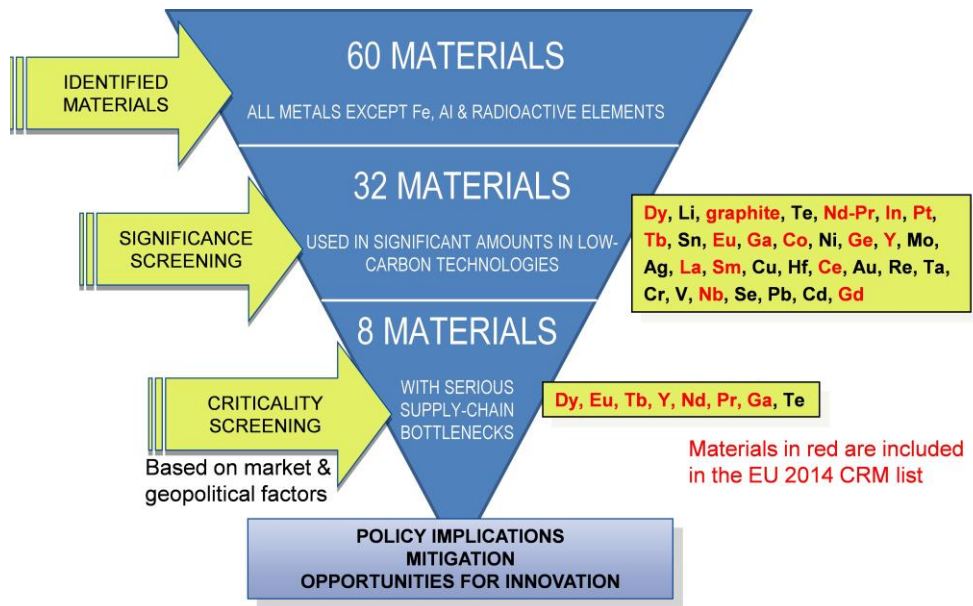 60 MATERIALS
IDENTIFIED
MATERIALS
ALL METALS EXCEPT Fe, Al & RADIOACTIVE ELEMENTS
32 MATERIALS
SIGNIFICANCE
SCREENING
USED IN SIGNIFICANT AMOUNTS IN LOW-
CARBON TECHNOLOGIES
Dy, Li, graphite, Te, Nd-Pr, In, Pt,
Tb, Sn, Eu, Ga, Co, Ni, Ge, Y, Mo,
Ag, La, Sm, Cu, Hf, Ce, Au, Re, Ta,
Cr, V, Nb, Se, Pb, Cd, Gd
8 MATERIALS
CRITICALITY
SCREENING
Based on market &
geopolitical factors
WITH SERIOUS
SUPPLY-CHAIN
BOTTLENECKS
Dy, Eu, Tb, Y, Nd, Pr, Ga, Te
Materials in red are included
in the EU 2014 CRM list
POLICY IMPLICATIONS
MITIGATION
OPPORTUNITIES FOR INNOVATION